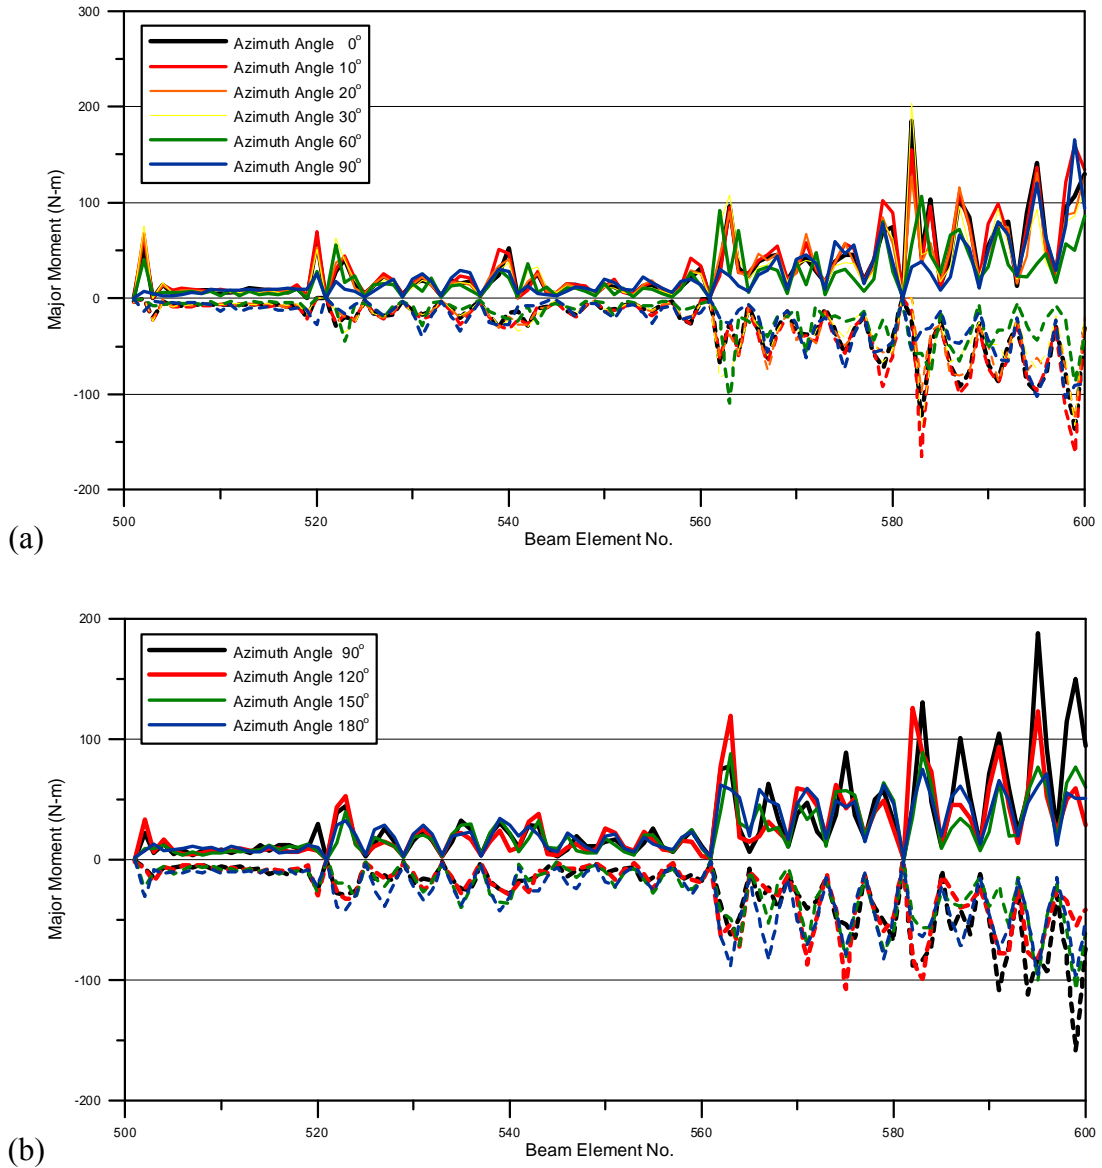 300
200
100
0
-100
-200
Major Moment (N-m)
Azimuth Angle 0°
Azimuth Angle 10°
Azimuth Angle 20°
Azimuth Angle 30°
Azimuth Angle 60°
Azimuth Angle 90°
500 520 540 560 580 600
Beam Element No.
(a)
200
100
0
-100
-200
Major Moment (N-m)
Azimuth Angle 90°
Azimuth Angle 120°
Azimuth Angle 150°
Azimuth Angle 180°
500 520 540 560 580 600
Beam Element No.
(b)